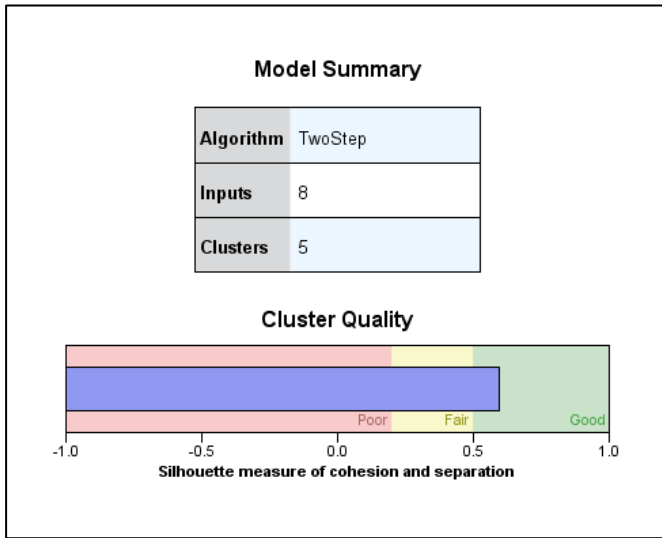 Model Summary
Algorithm TwoStep
Inputs 8
Clusters 5
Cluster Quality
Poor Fair Good
-1.0 -0.5 0.0 0.5 1.0
Silhouette measure of cohesion and separation